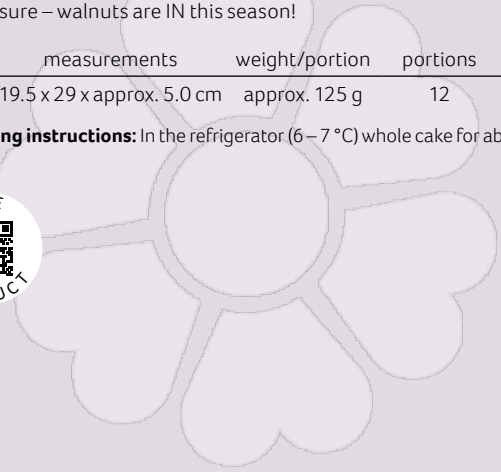 sure – walnuts are IN this season!
measurements weight/portion portions
19.5 x 29 x approx. 5.0 cm approx. 125 g 12
ng instructions: In the refrigerator (6 – 7 °C) whole cake for ab
UCT